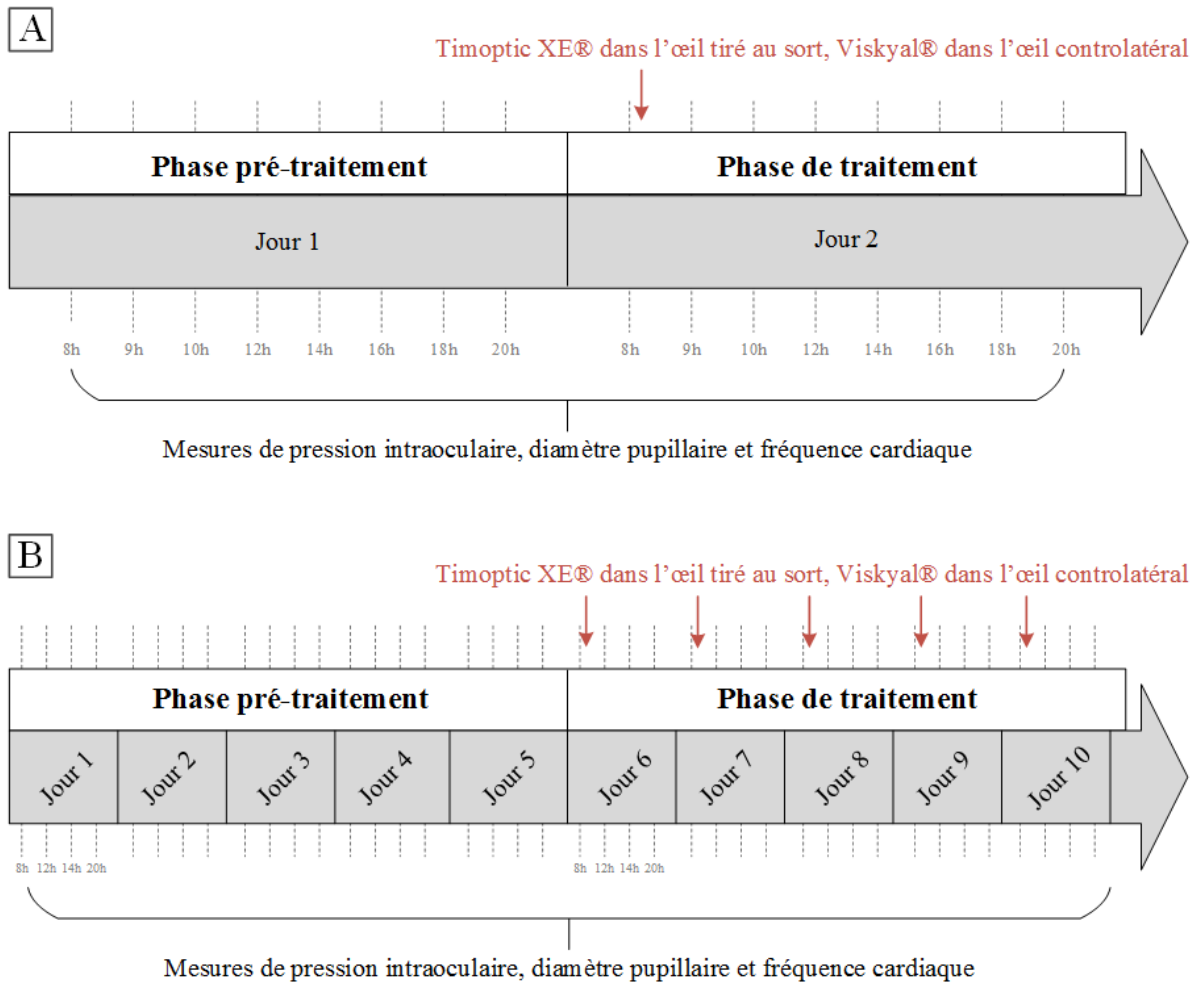 A
Timoptic XE® dans l’œil tiré au sort, Viskyal® dans l’œil controlatéral
Phase pré-traitement Phase de traitement
Jour 1 Jour 2
8h 9h 10h 12h 14h 16h 18h 20h 8h 9h 10h 12h 14h 16h 18h 20h
Mesures de pression intraoculaire, diamètre pupillaire et fréquence cardiaque
B
Timoptic XE® dans l’œil tiré au sort, Viskyal® dans l’œil controlatéral
Phase pré-traitement Phase de traitement
Jour 1 Jour 2 Jour 3 Jour 4 Jour 5 Jour 6 Jour 7 Jour 8 Jour 9 Jour 10
8h 12h 14h 20h 8h 12h 14h 20h
Mesures de pression intraoculaire, diamètre pupillaire et fréquence cardiaque